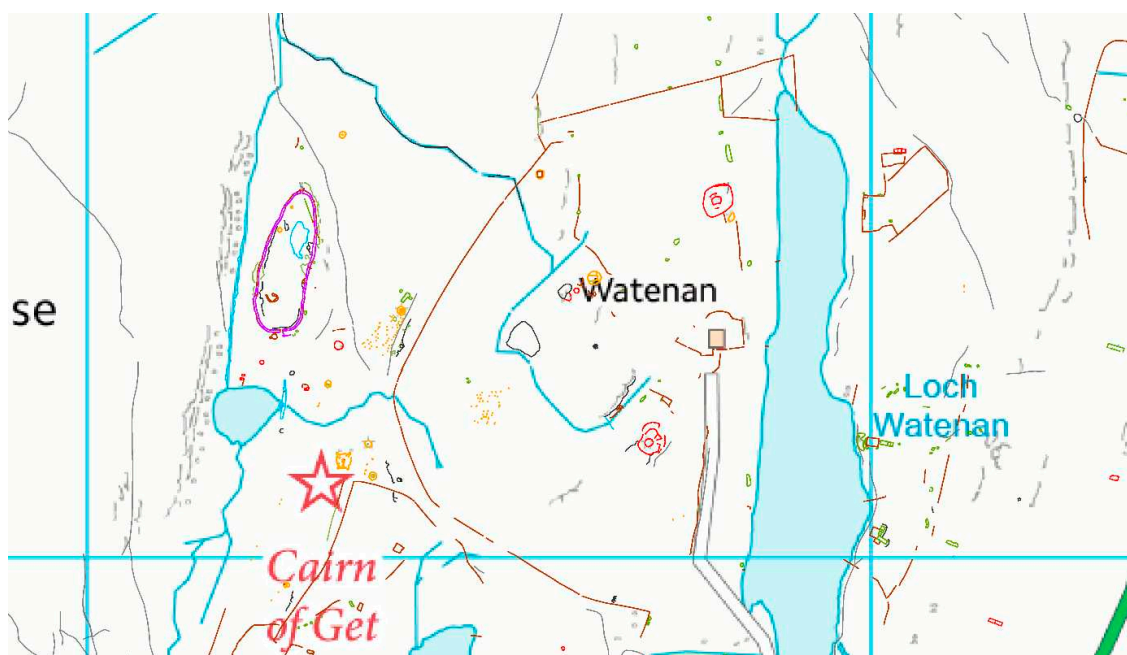 se
Watenan
Loch
Watenan
Cairn
of Get